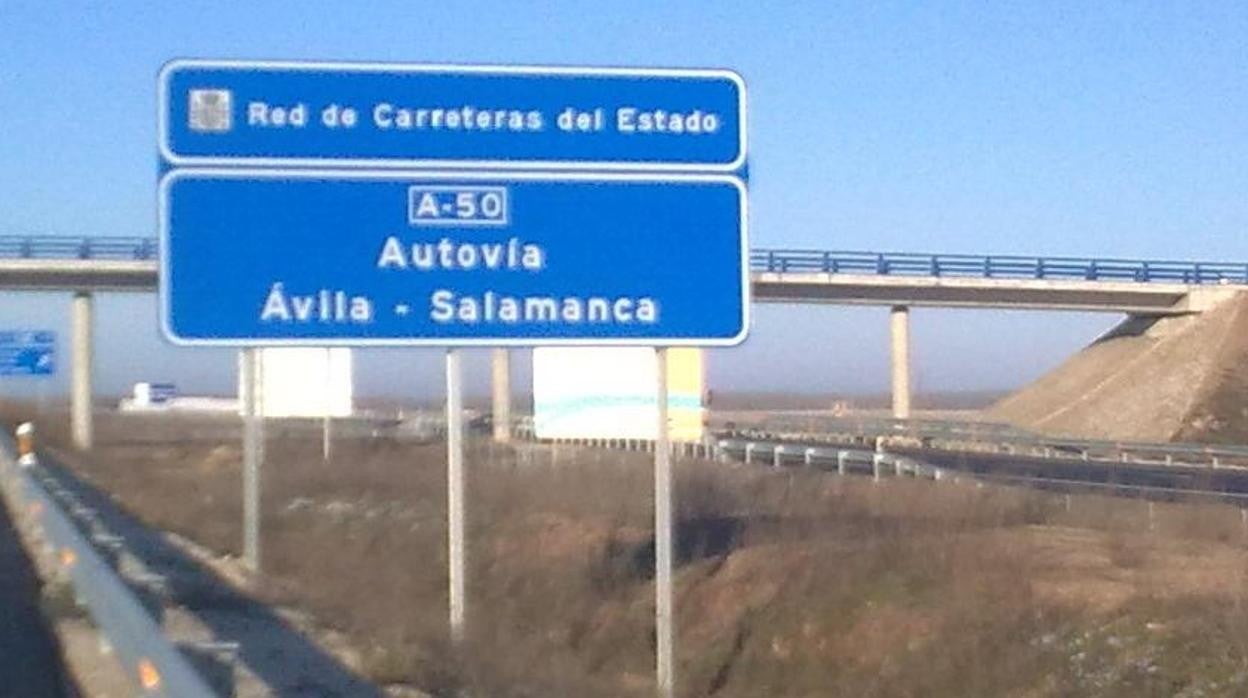 Red de Carreteras del Estado
A-50
Autovía
Ávila - Salamanca